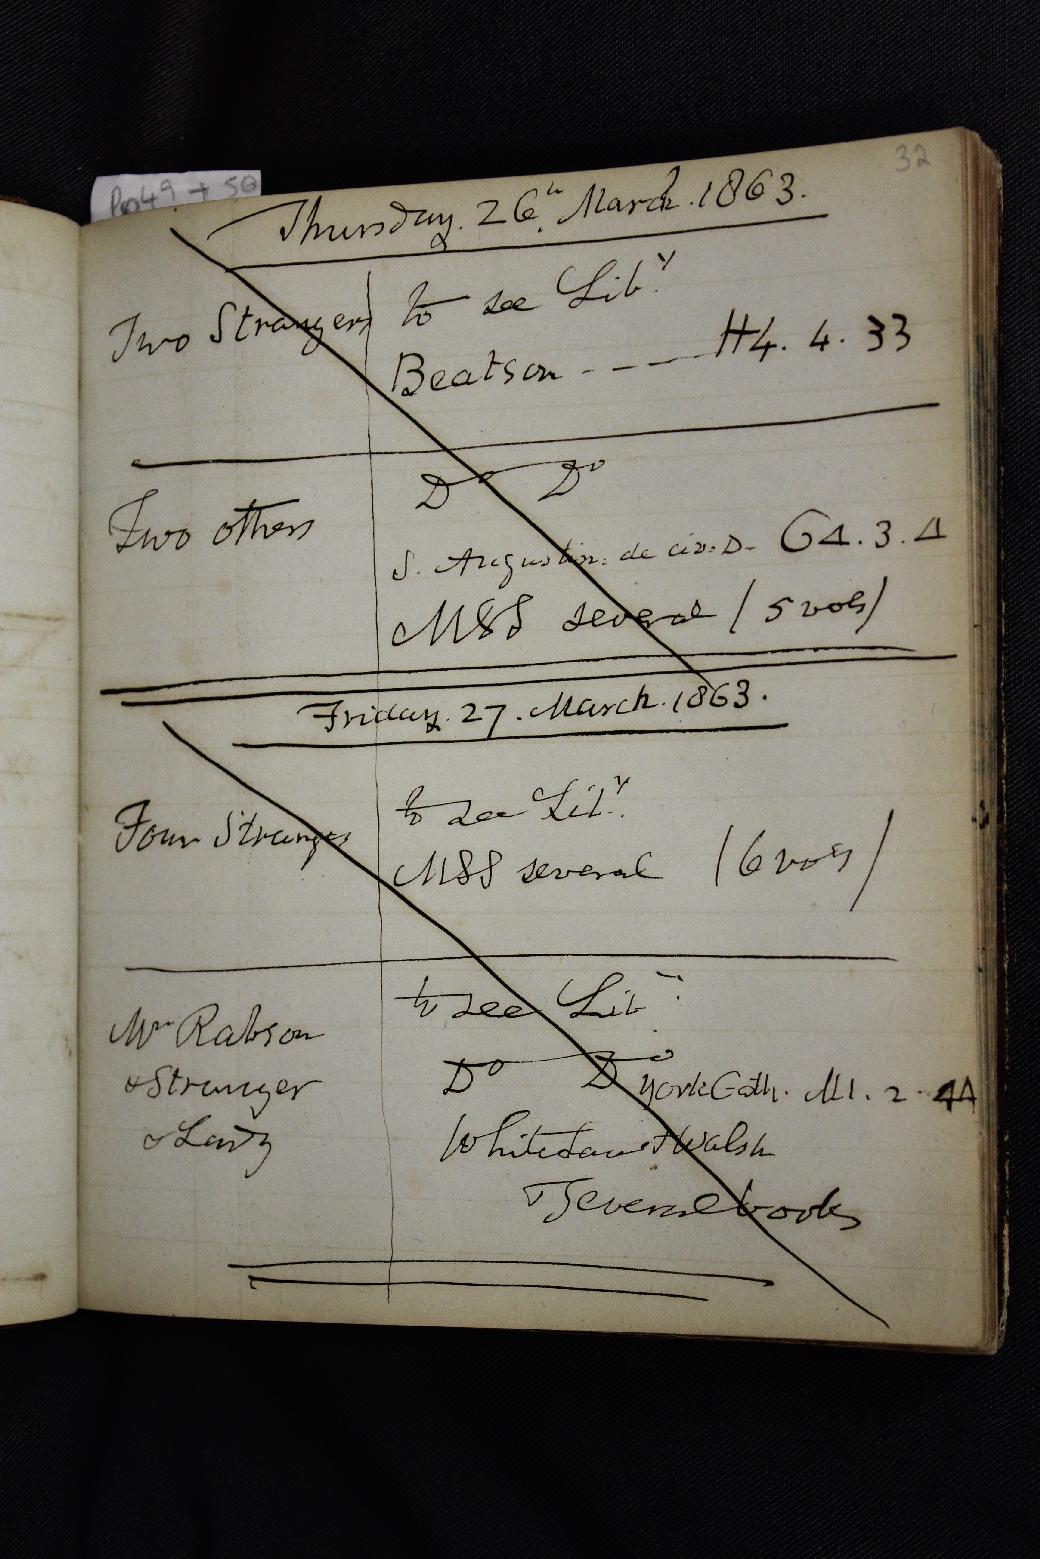 32
Pp 49 + 50
Thursday. 26th March. 1863.
Two Strangers
to see Liby
Beatson - - - H4. 4. 33
Two others
Do Do
S. Augustin. de civ: D. G4. 3. 4
MSS several (5 vols)
Friday. 27. March. 1863.
Four Strangers
to see Liby
MSS several (6 vols)
Mr Rabson
& Stranger
& Lady
to see Liby
Do Do York Cath. M1. 2. 44
& Walsh
& Several books